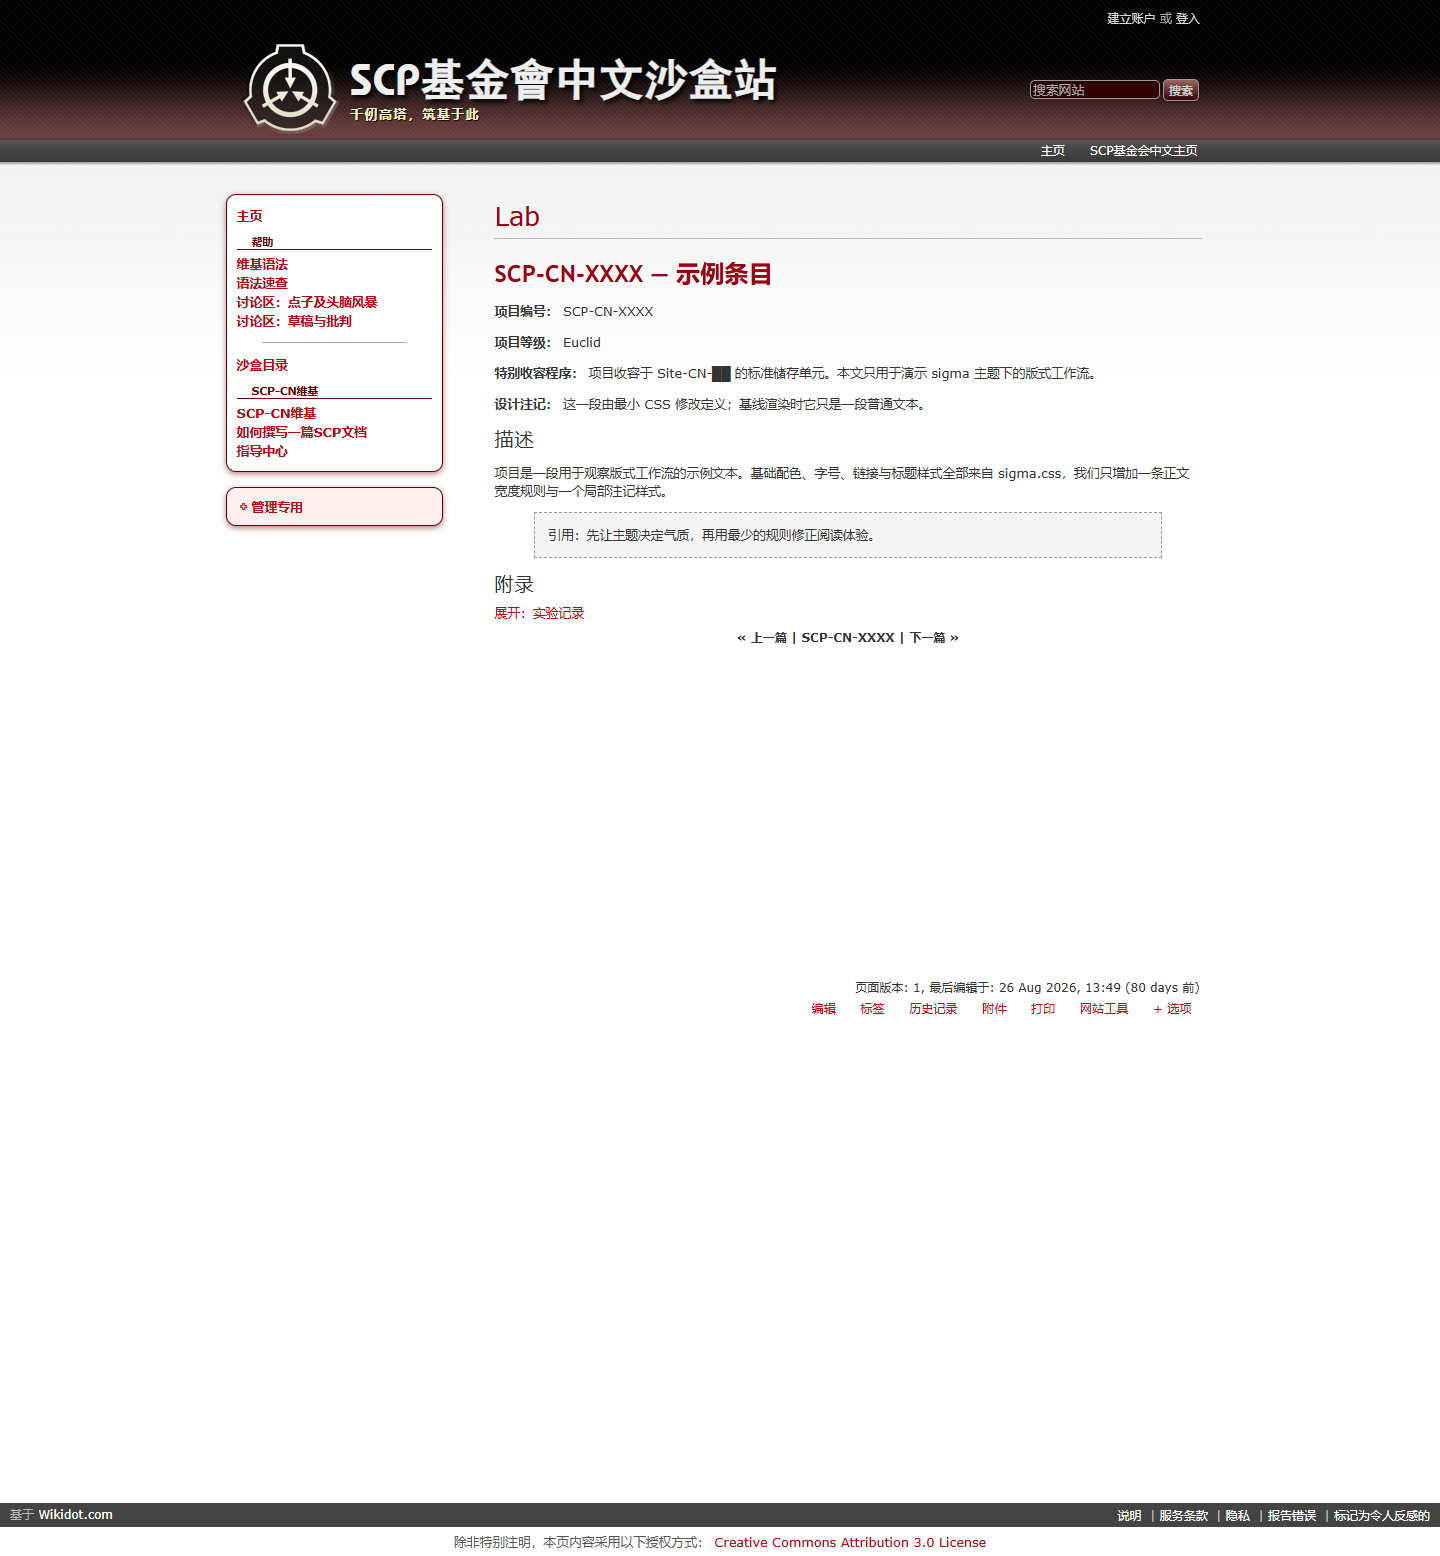 建立账户 或 登入
SCP基金會中文沙盒站
千仞高塔，筑基于此
搜索网站 搜索
主页 SCP基金会中文主页
主页
帮助
维基语法
语法速查
讨论区：点子及头脑风暴
讨论区：草稿与批判
沙盒目录
SCP-CN维基
SCP-CN维基
如何撰写一篇SCP文档
指导中心
管理专用
Lab
SCP-CN-XXXX — 示例条目
项目编号： SCP-CN-XXXX
项目等级： Euclid
特别收容程序： 项目收容于 Site-CN-██ 的标准储存单元。本文只用于演示 sigma 主题下的版式工作流。
设计注记： 这一段由最小 CSS 修改定义；基线渲染时它只是一段普通文本。
描述
项目是一段用于观察版式工作流的示例文本。基础配色、字号、链接与标题样式全部来自 sigma.css，我们只增加一条正文
宽度规则与一个局部注记样式。
引用：先让主题决定气质，再用最少的规则修正阅读体验。
附录
展开：实验记录
« 上一篇 | SCP-CN-XXXX | 下一篇 »
页面版本: 1, 最后编辑于: 26 Aug 2026, 13:49 (80 days 前)
编辑 标签 历史记录 附件 打印 网站工具 + 选项
基于 Wikidot.com
说明 | 服务条款 | 隐私 | 报告错误 | 标记为令人反感的
除非特别注明，本页内容采用以下授权方式： Creative Commons Attribution 3.0 License